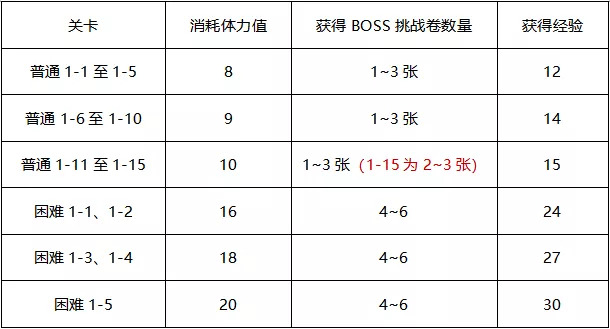 关卡 消耗体力值 获得 BOSS 挑战卷数量 获得经验
普通 1-1 至 1-5 8 1~3 张 12
普通 1-6 至 1-10 9 1~3 张 14
普通 1-11 至 1-15 10 1~3 张（1-15 为 2~3 张） 15
困难 1-1、1-2 16 4~6 24
困难 1-3、1-4 18 4~6 27
困难 1-5 20 4~6 30